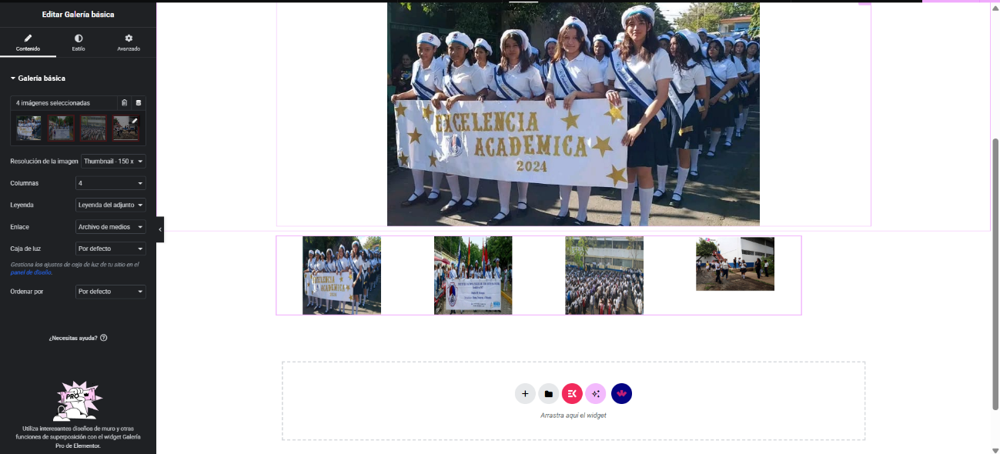 Editar Galería básica
Contenido
Estilo
Avanzado
Galería básica
4 imágenes seleccionadas
Resolución de la imagen
Thumbnail - 150 x
Columnas
4
Leyenda
Leyenda del adjunto
Enlace
Archivo de medios
Caja de luz
Por defecto
Gestiona los ajustes de caja de luz de tu sitio en el
panel de diseño.
Ordenar por
Por defecto
¿Necesitas ayuda?
PRO
Utiliza interesantes diseños de muro y otras
funciones de superposición con el widget Galería
Pro de Elementor.
EXCELENCIA
ACADEMICA
2024
EXCELENCIA
ACADEMICA
2024
Arrastra aquí el widget